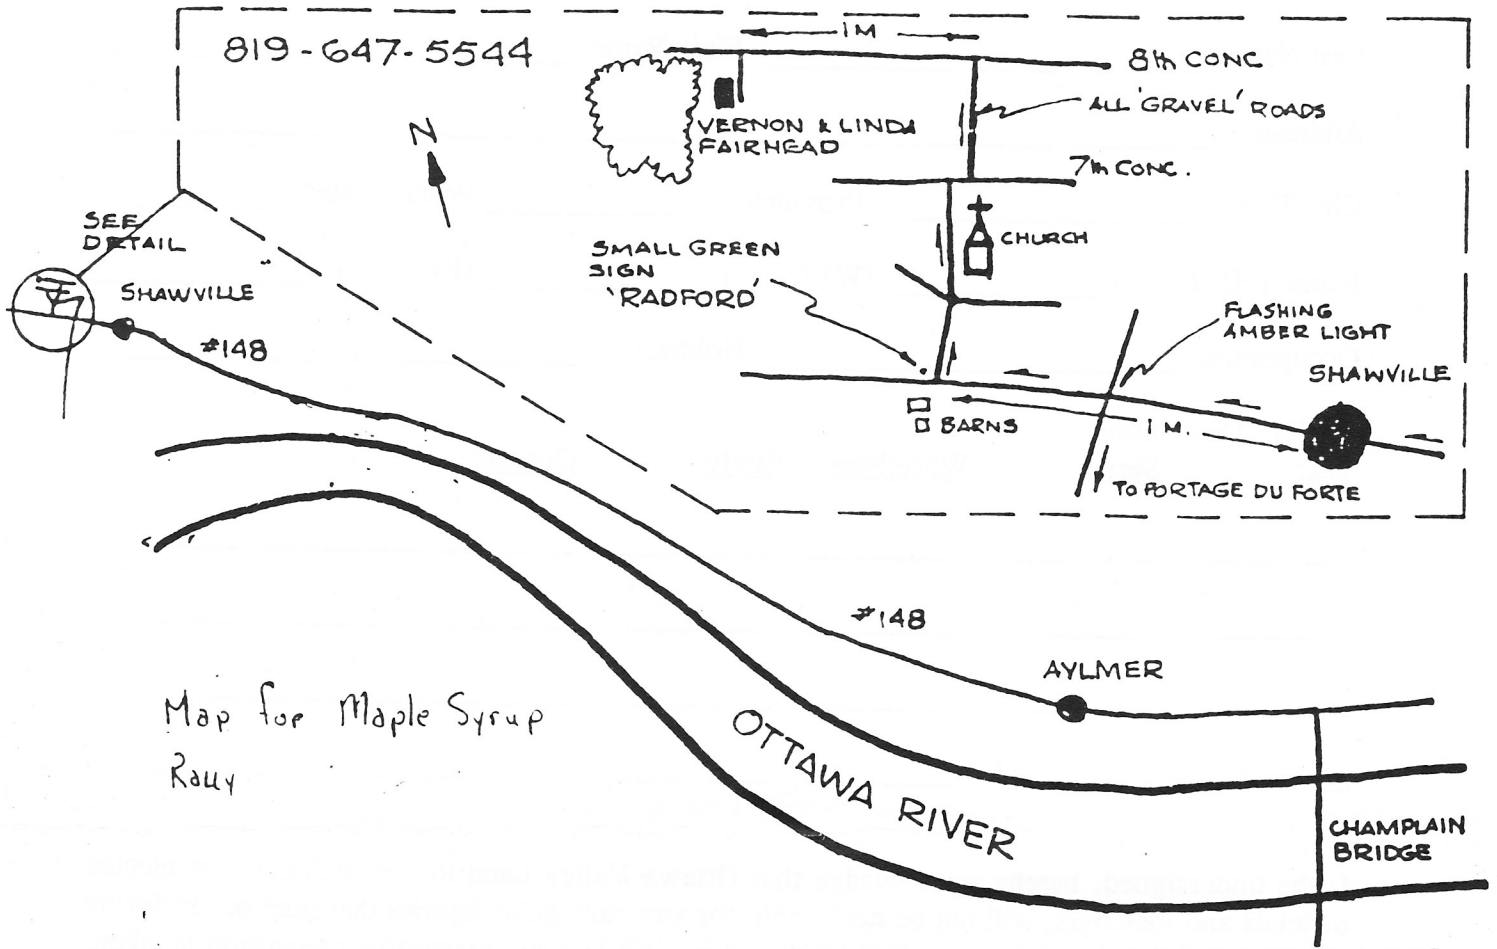 819-647-5544
1M
8th CONC
ALL 'GRAVEL' ROADS
VERNON & LINDA
FAIRHEAD
7th CONC.
N
SEE
DETAIL
SHAWVILLE
#148
SMALL GREEN
SIGN
'RADFORD'
CHURCH
FLASHING
AMBER LIGHT
SHAWVILLE
BARNS
1 M.
TO PORTAGE DU FORTE
#148
AYLMER
Map for Maple Syrup
Rally
OTTAWA RIVER
CHAMPLAIN
BRIDGE